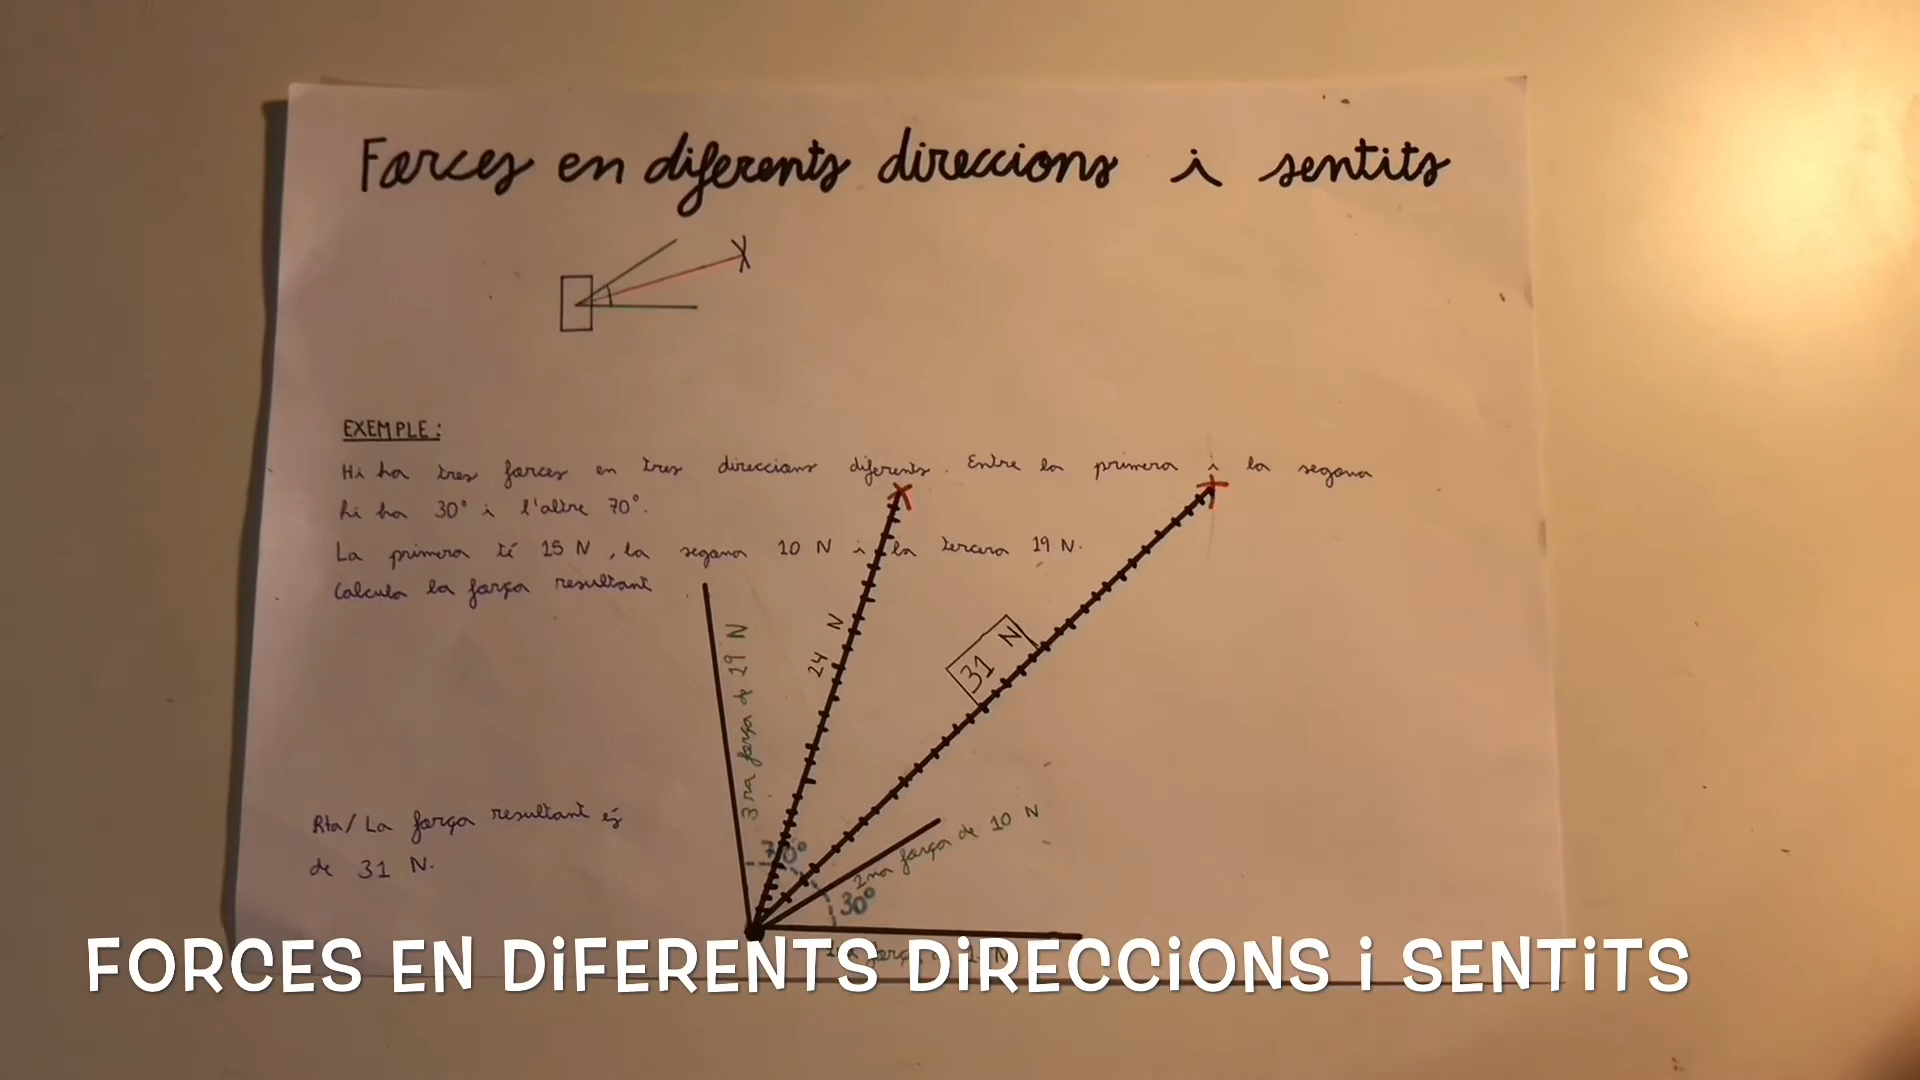 Forces en diferents direccions i sentits
EXEMPLE:
Hi ha tres forces en tres direccions diferents. Entre la primera i la segona
hi ha 30° i l'altre 70°.
La primera té 15 N, la segona 10 N i la tercera 19 N.
Calcula la força resultant
3ra força de 19 N
24 N
31 N
2na força de 10 N
70°
30°
Rta/ La força resultant és
de 31 N.
FORCES EN DiFERENTS DiRECCiONS i SENTiTS